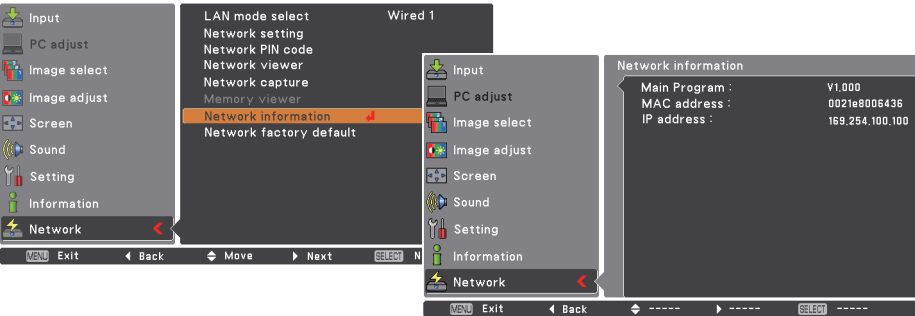 Input
PC adjust
Image select
Image adjust
Screen
Sound
Setting
Information
Network
LAN mode select Wired 1
Network setting
Network PIN code
Network viewer
Network capture
Memory viewer
Network information
Network factory default
MENU Exit Back Move Next SELECT N
Input
PC adjust
Image select
Image adjust
Screen
Sound
Setting
Information
Network
Network information
Main Program : V1.000
MAC address : 0021e8006436
IP address : 169.254.100.100
MENU Exit Back ----- ----- SELECT -----